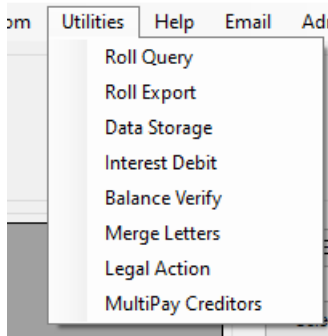 om Utilities Help Email Ad
Roll Query
Roll Export
Data Storage
Interest Debit
Balance Verify
Merge Letters
Legal Action
MultiPay Creditors